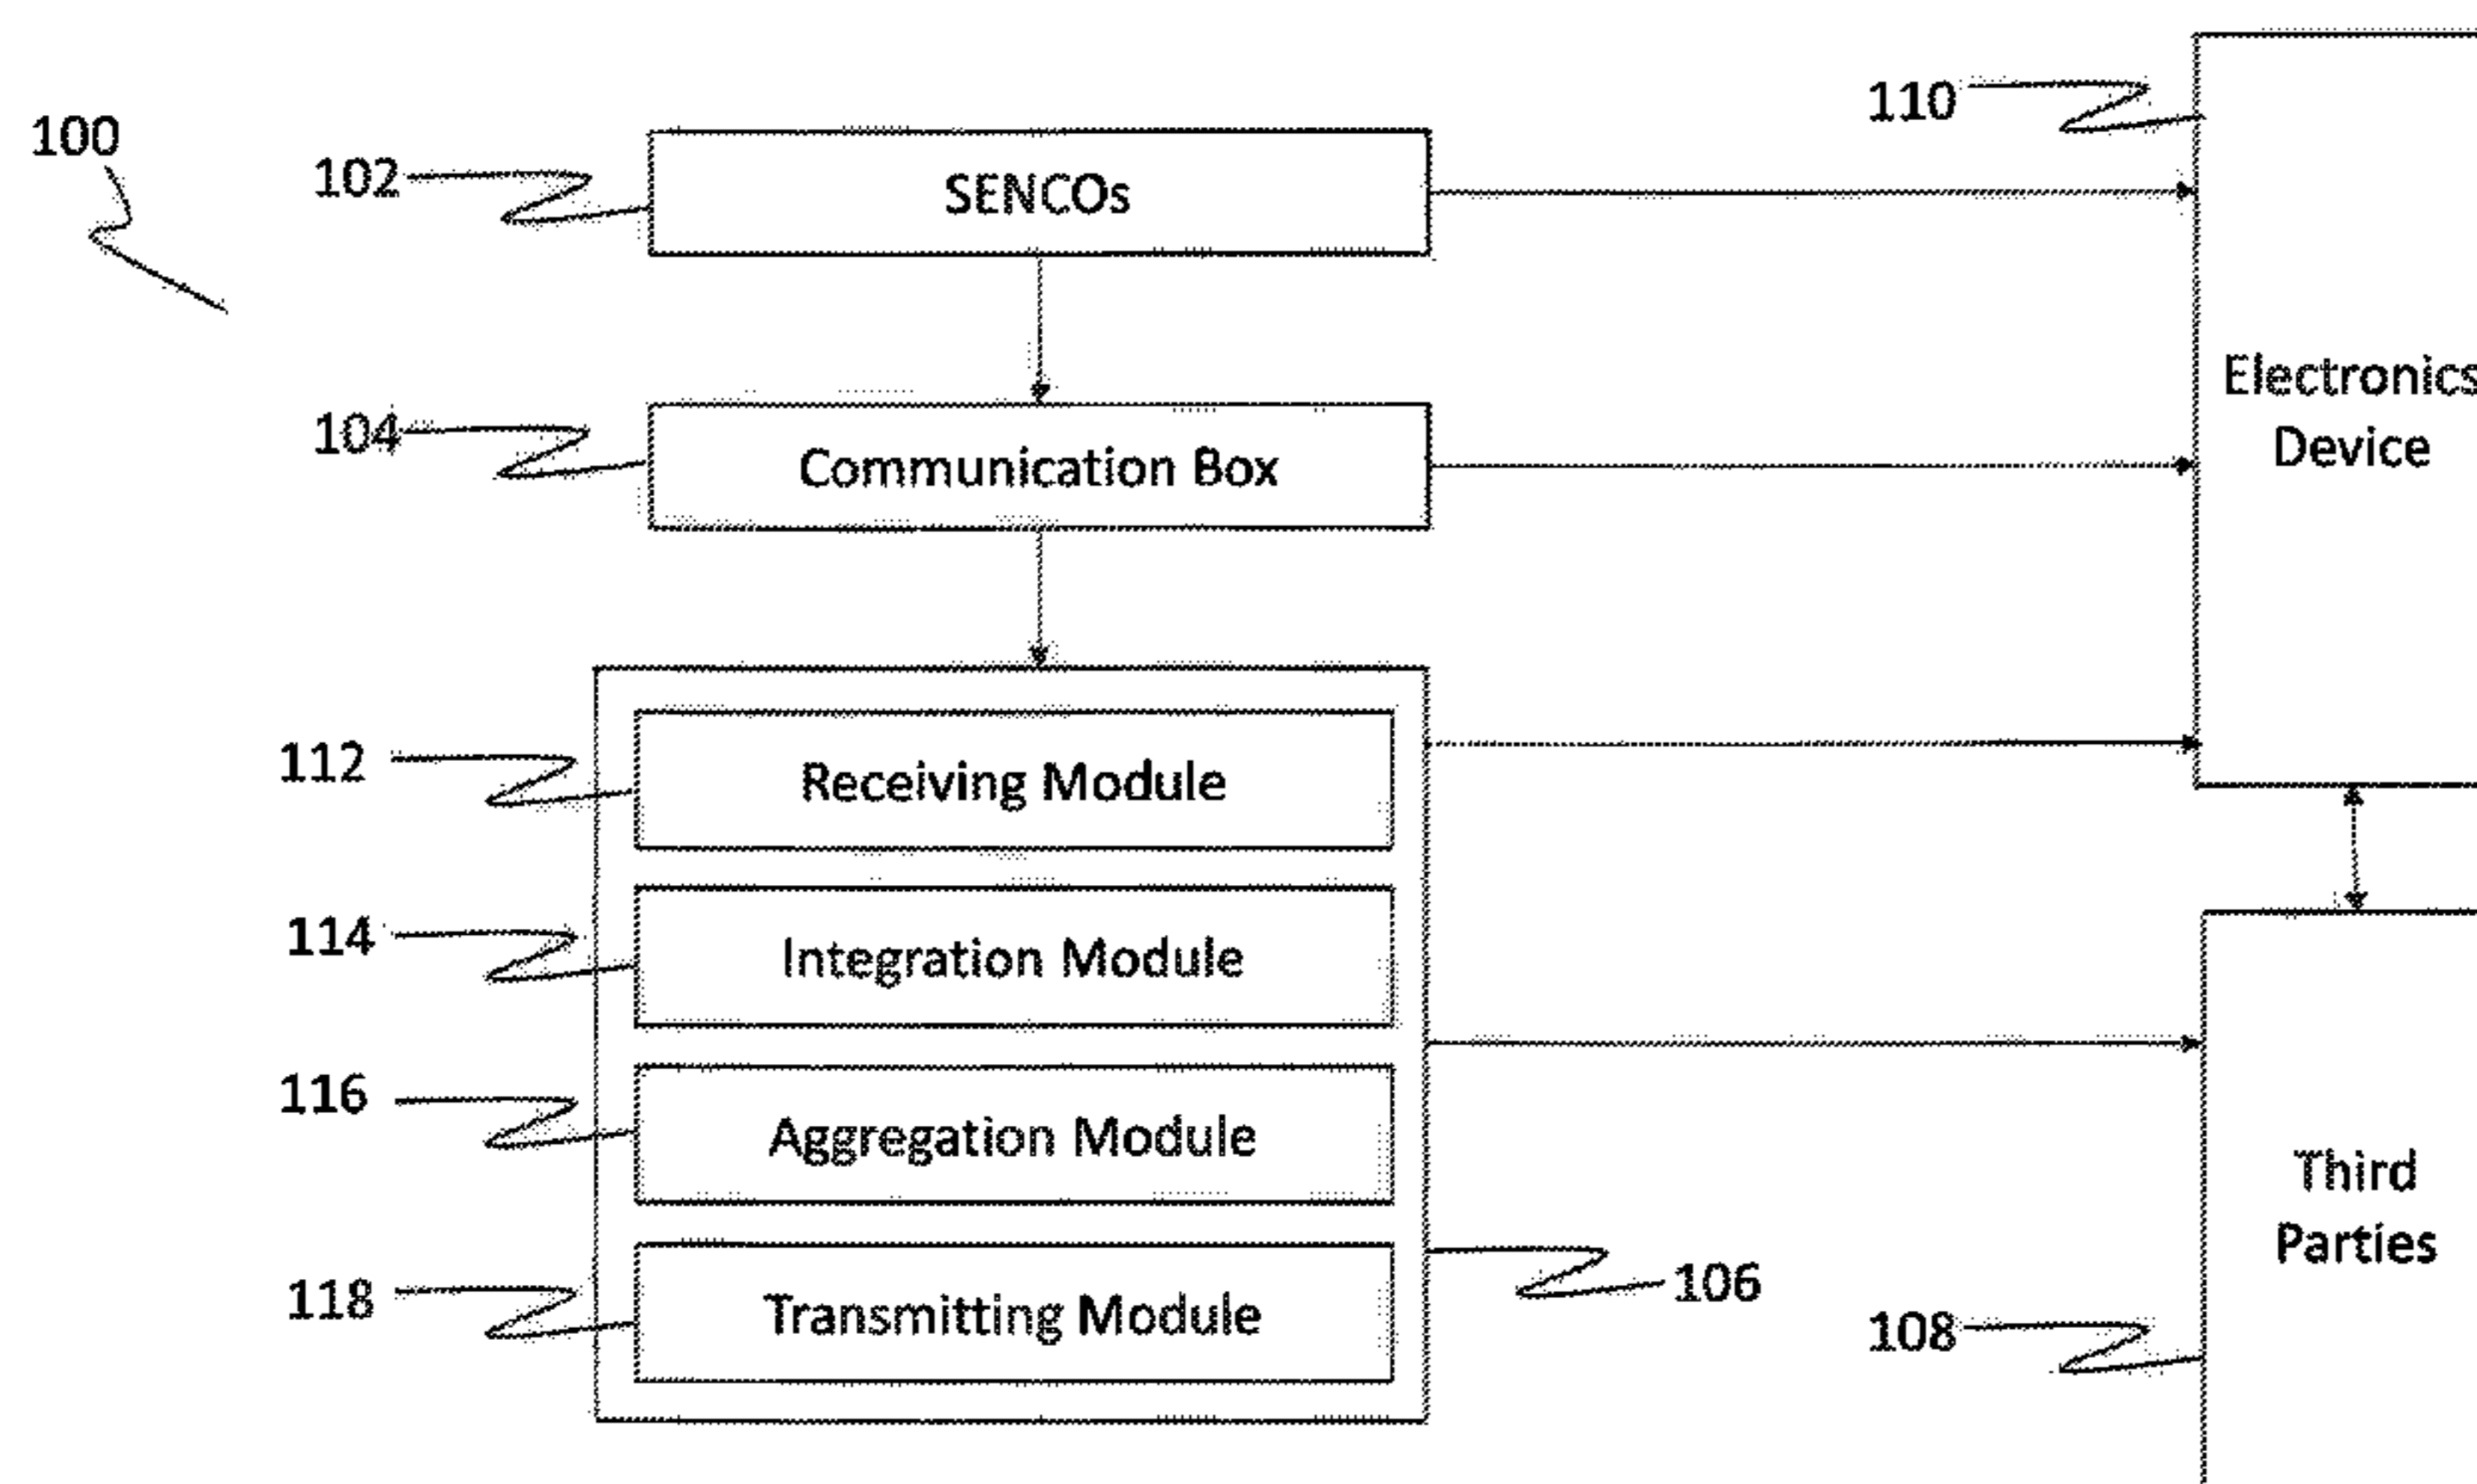 100
102
SENCOs
110
104
Communication Box
Electronics
Device
112
Receiving Module
114
Integration Module
116
Aggregation Module
118
Transmitting Module
106
Third
Parties
108